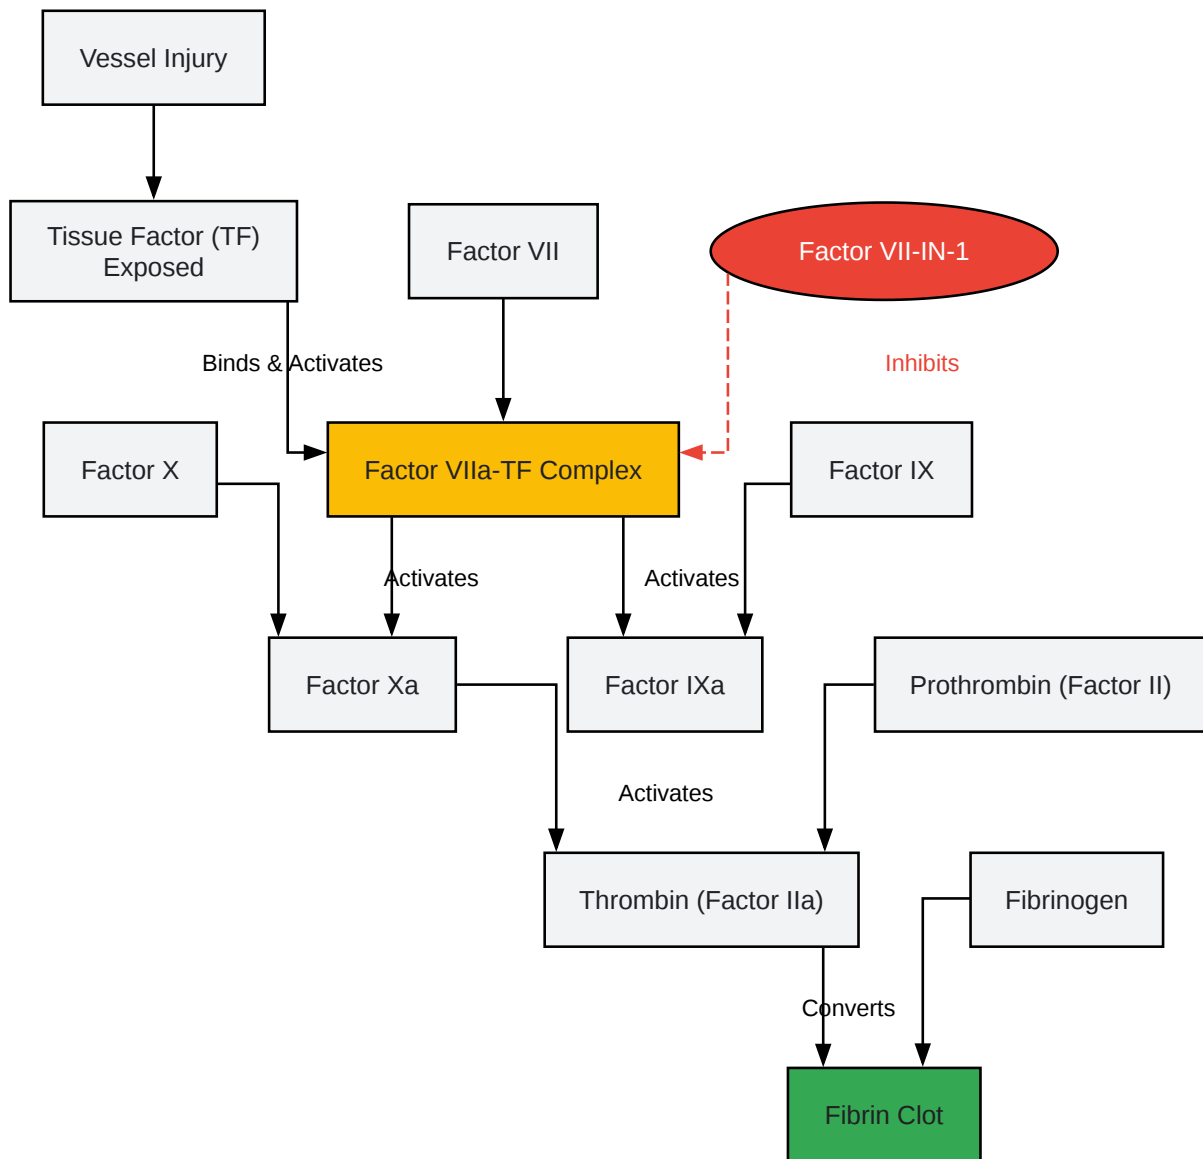 Vessel Injury
Tissue Factor (TF)
Exposed
Factor VII
Factor VII-IN-1
Binds & Activates
Inhibits
Factor X
Factor VIIa-TF Complex
Factor IX
Activates
Activates
Factor Xa
Factor IXa
Prothrombin (Factor II)
Activates
Thrombin (Factor IIa)
Fibrinogen
Converts
Fibrin Clot